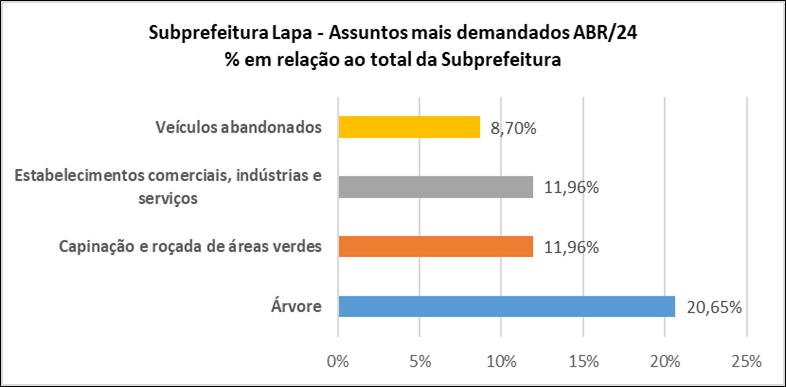 Subprefeitura Lapa - Assuntos mais demandados ABR/24
% em relação ao total da Subprefeitura
Veículos abandonados
8,70%
Estabelecimentos comerciais, indústrias e
serviços
11,96%
Capinação e roçada de áreas verdes
11,96%
Árvore
20,65%
0%
5%
10%
15%
20%
25%